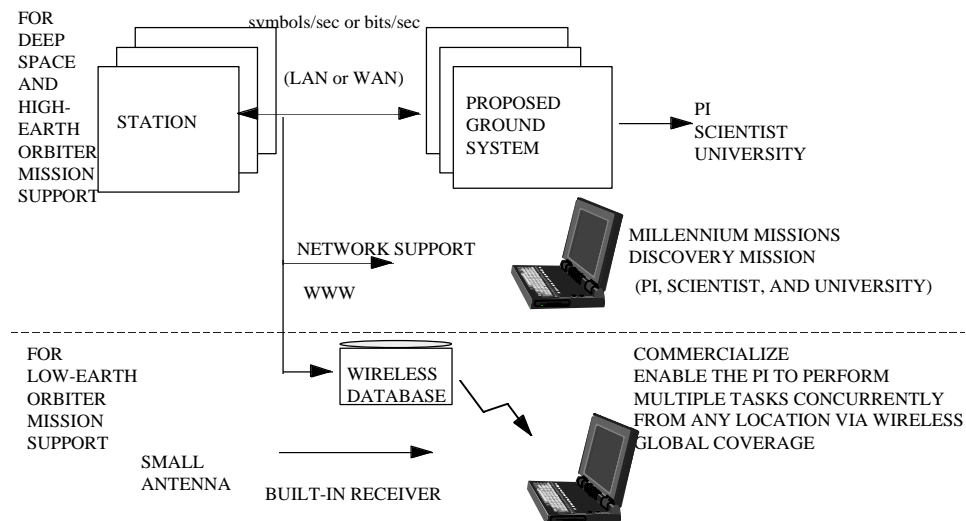 FOR
DEEP
SPACE
AND
HIGH-
EARTH
ORBITER
MISSION
SUPPORT
symbols/sec or bits/sec
(LAN or WAN)
STATION
PROPOSED
GROUND
SYSTEM
PI
SCIENTIST
UNIVERSITY
NETWORK SUPPORT
WWW
MILLENNIUM MISSIONS
DISCOVERY MISSION
(PI, SCIENTIST, AND UNIVERSITY)
FOR
LOW-EARTH
ORBITER
MISSION
SUPPORT
WIRELESS
DATABASE
COMMERCIALIZE
ENABLE THE PI TO PERFORM
MULTIPLE TASKS CONCURRENTLY
FROM ANY LOCATION VIA WIRELESS
GLOBAL COVERAGE
SMALL
ANTENNA
BUILT-IN RECEIVER